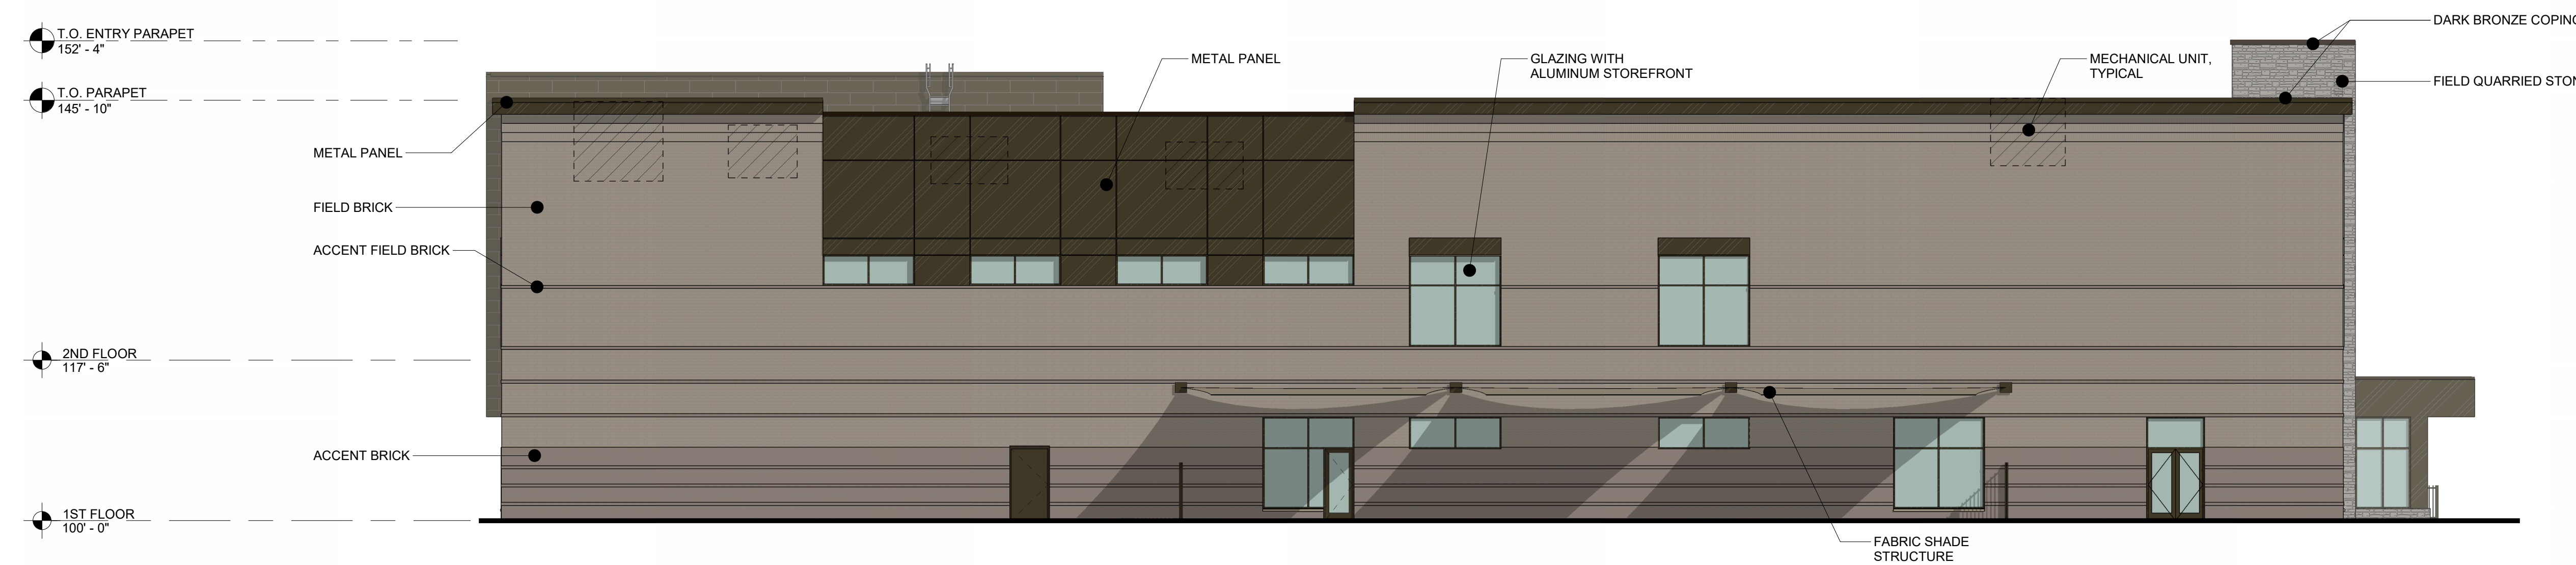 T.O. ENTRY PARAPET
152' - 4"
T.O. PARAPET
145' - 10"
METAL PANEL
FIELD BRICK
ACCENT FIELD BRICK
2ND FLOOR
117' - 6"
ACCENT BRICK
1ST FLOOR
100' - 0"
METAL PANEL
GLAZING WITH
ALUMINUM STOREFRONT
MECHANICAL UNIT,
TYPICAL
DARK BRONZE COPING
FIELD QUARRIED STON
FABRIC SHADE
STRUCTURE